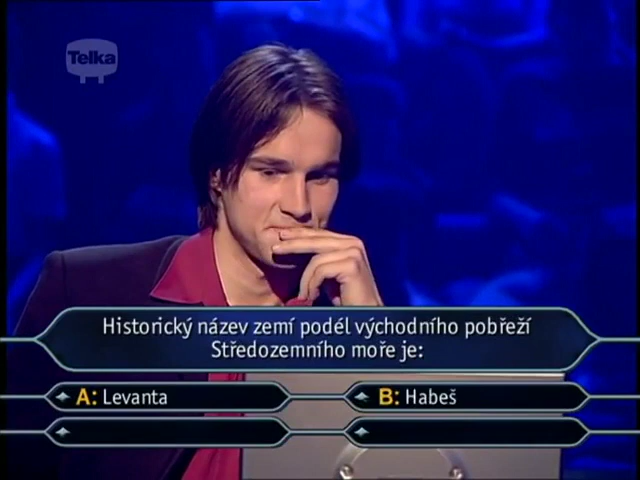 Telka
Historický název zemí podél východního pobřeží
Středozemního moře je:
A: Levanta
B: Habeš